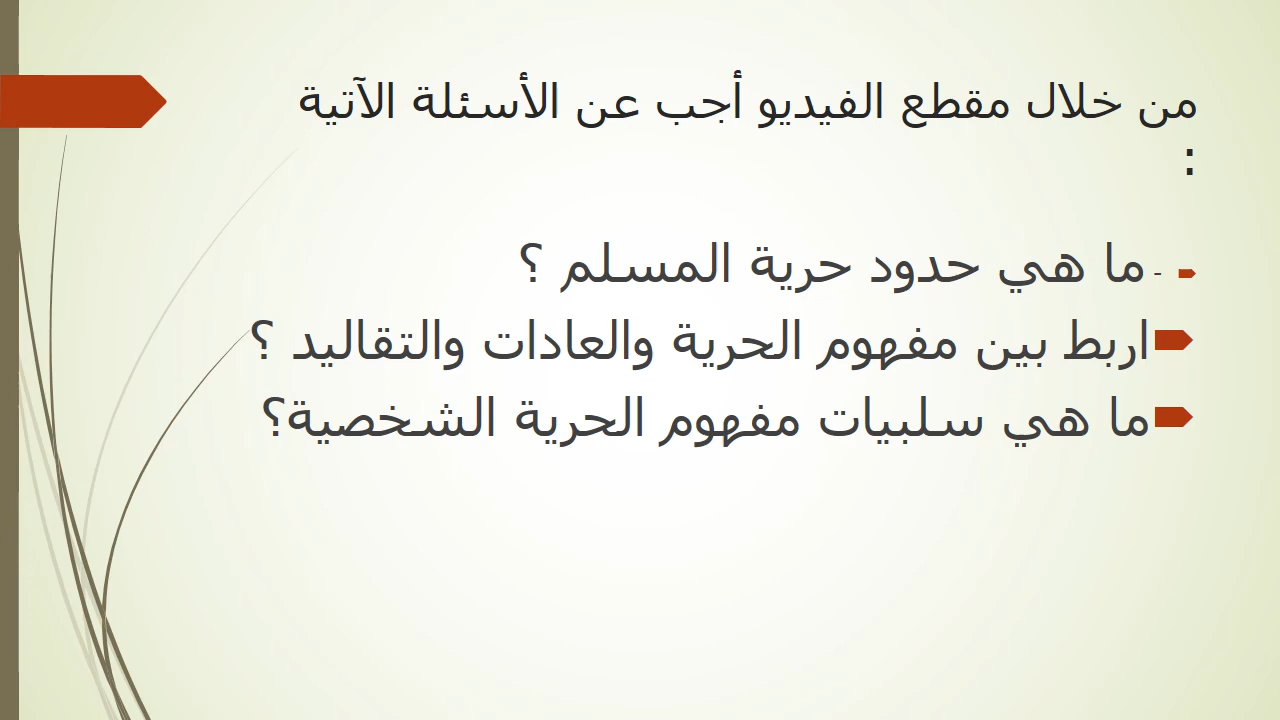 من خلال مقطع الفيديو أجب عن الأسئلة الآتية
:
- ما هي حدود حرية المسلم ؟
اربط بين مفهوم الحرية والعادات والتقاليد ؟
ما هي سلبيات مفهوم الحرية الشخصية؟